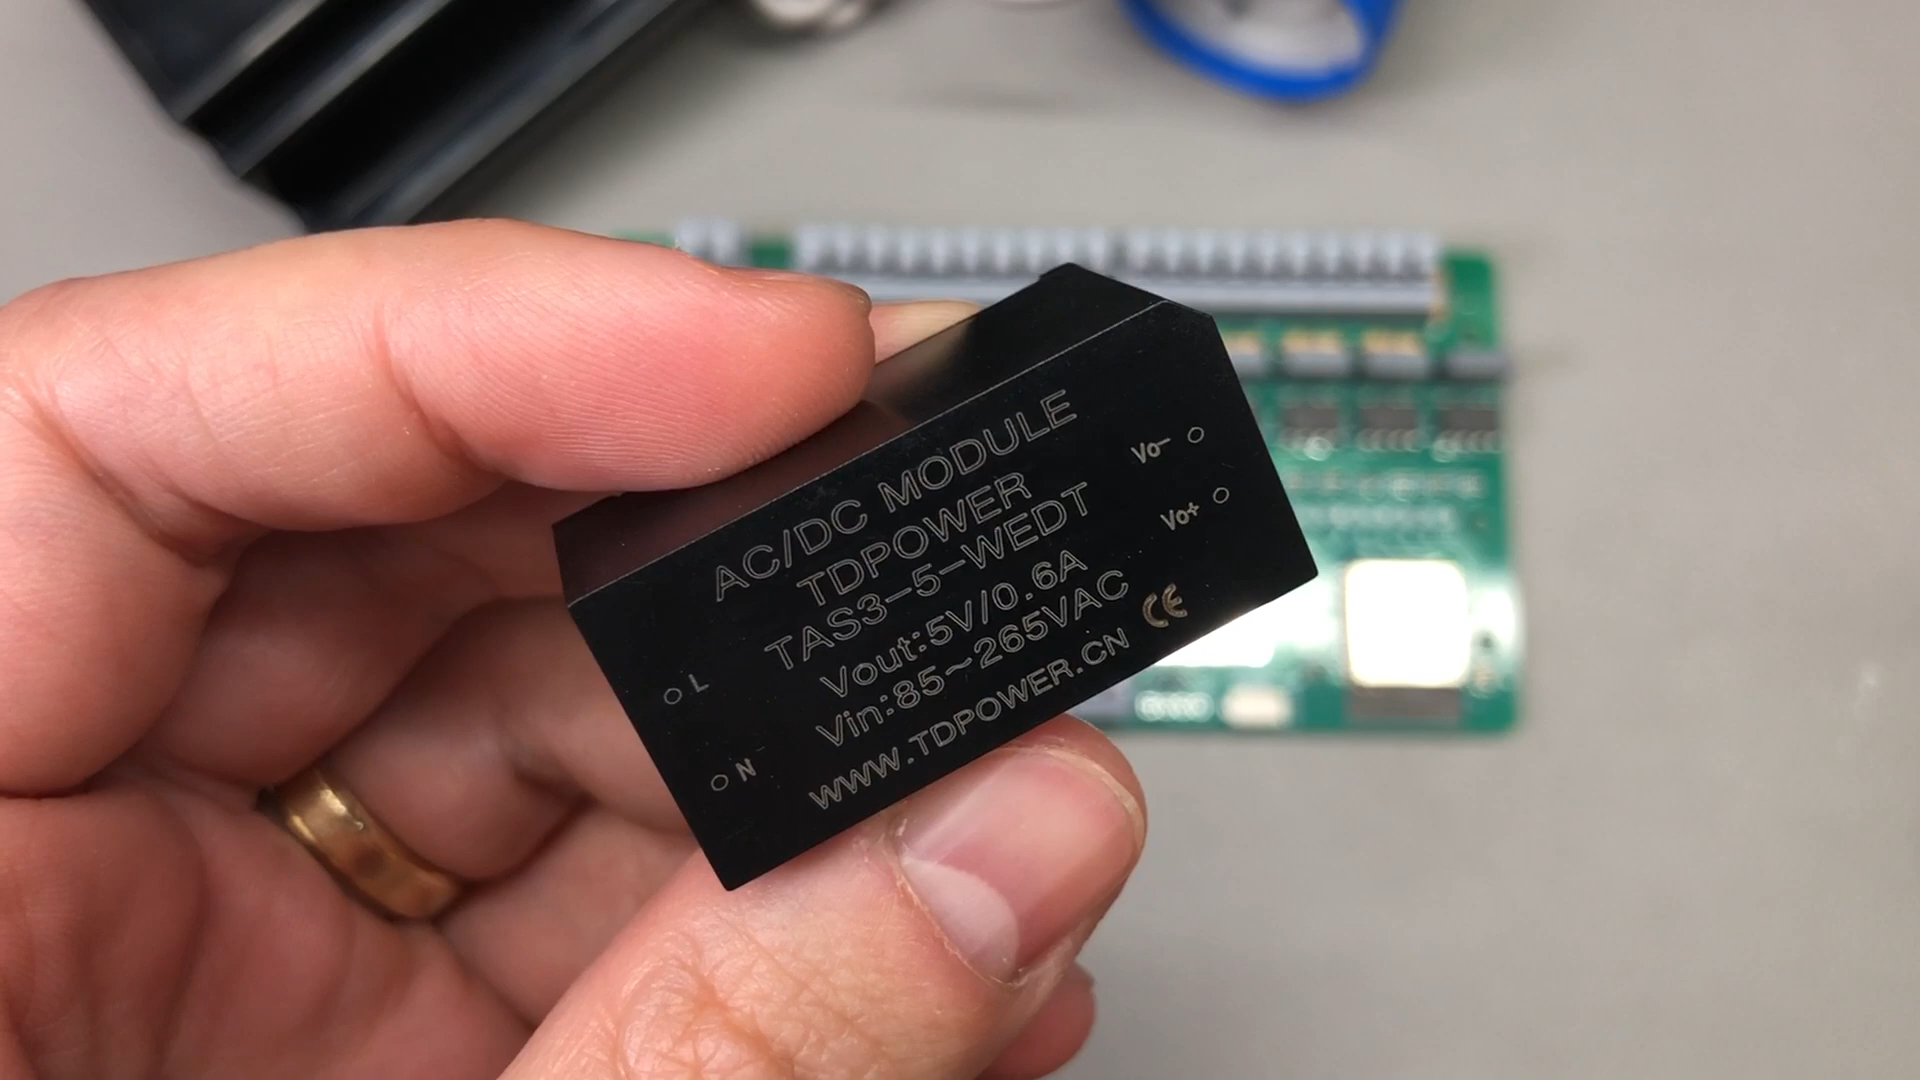 AC/DC MODULE
TDPOWER
TAS3-5-WEDT
Vout:5V/0.6A
Vin:85~265VAC
WWW.TDPOWER.CN
Vo-
Vo+
L
N
CE